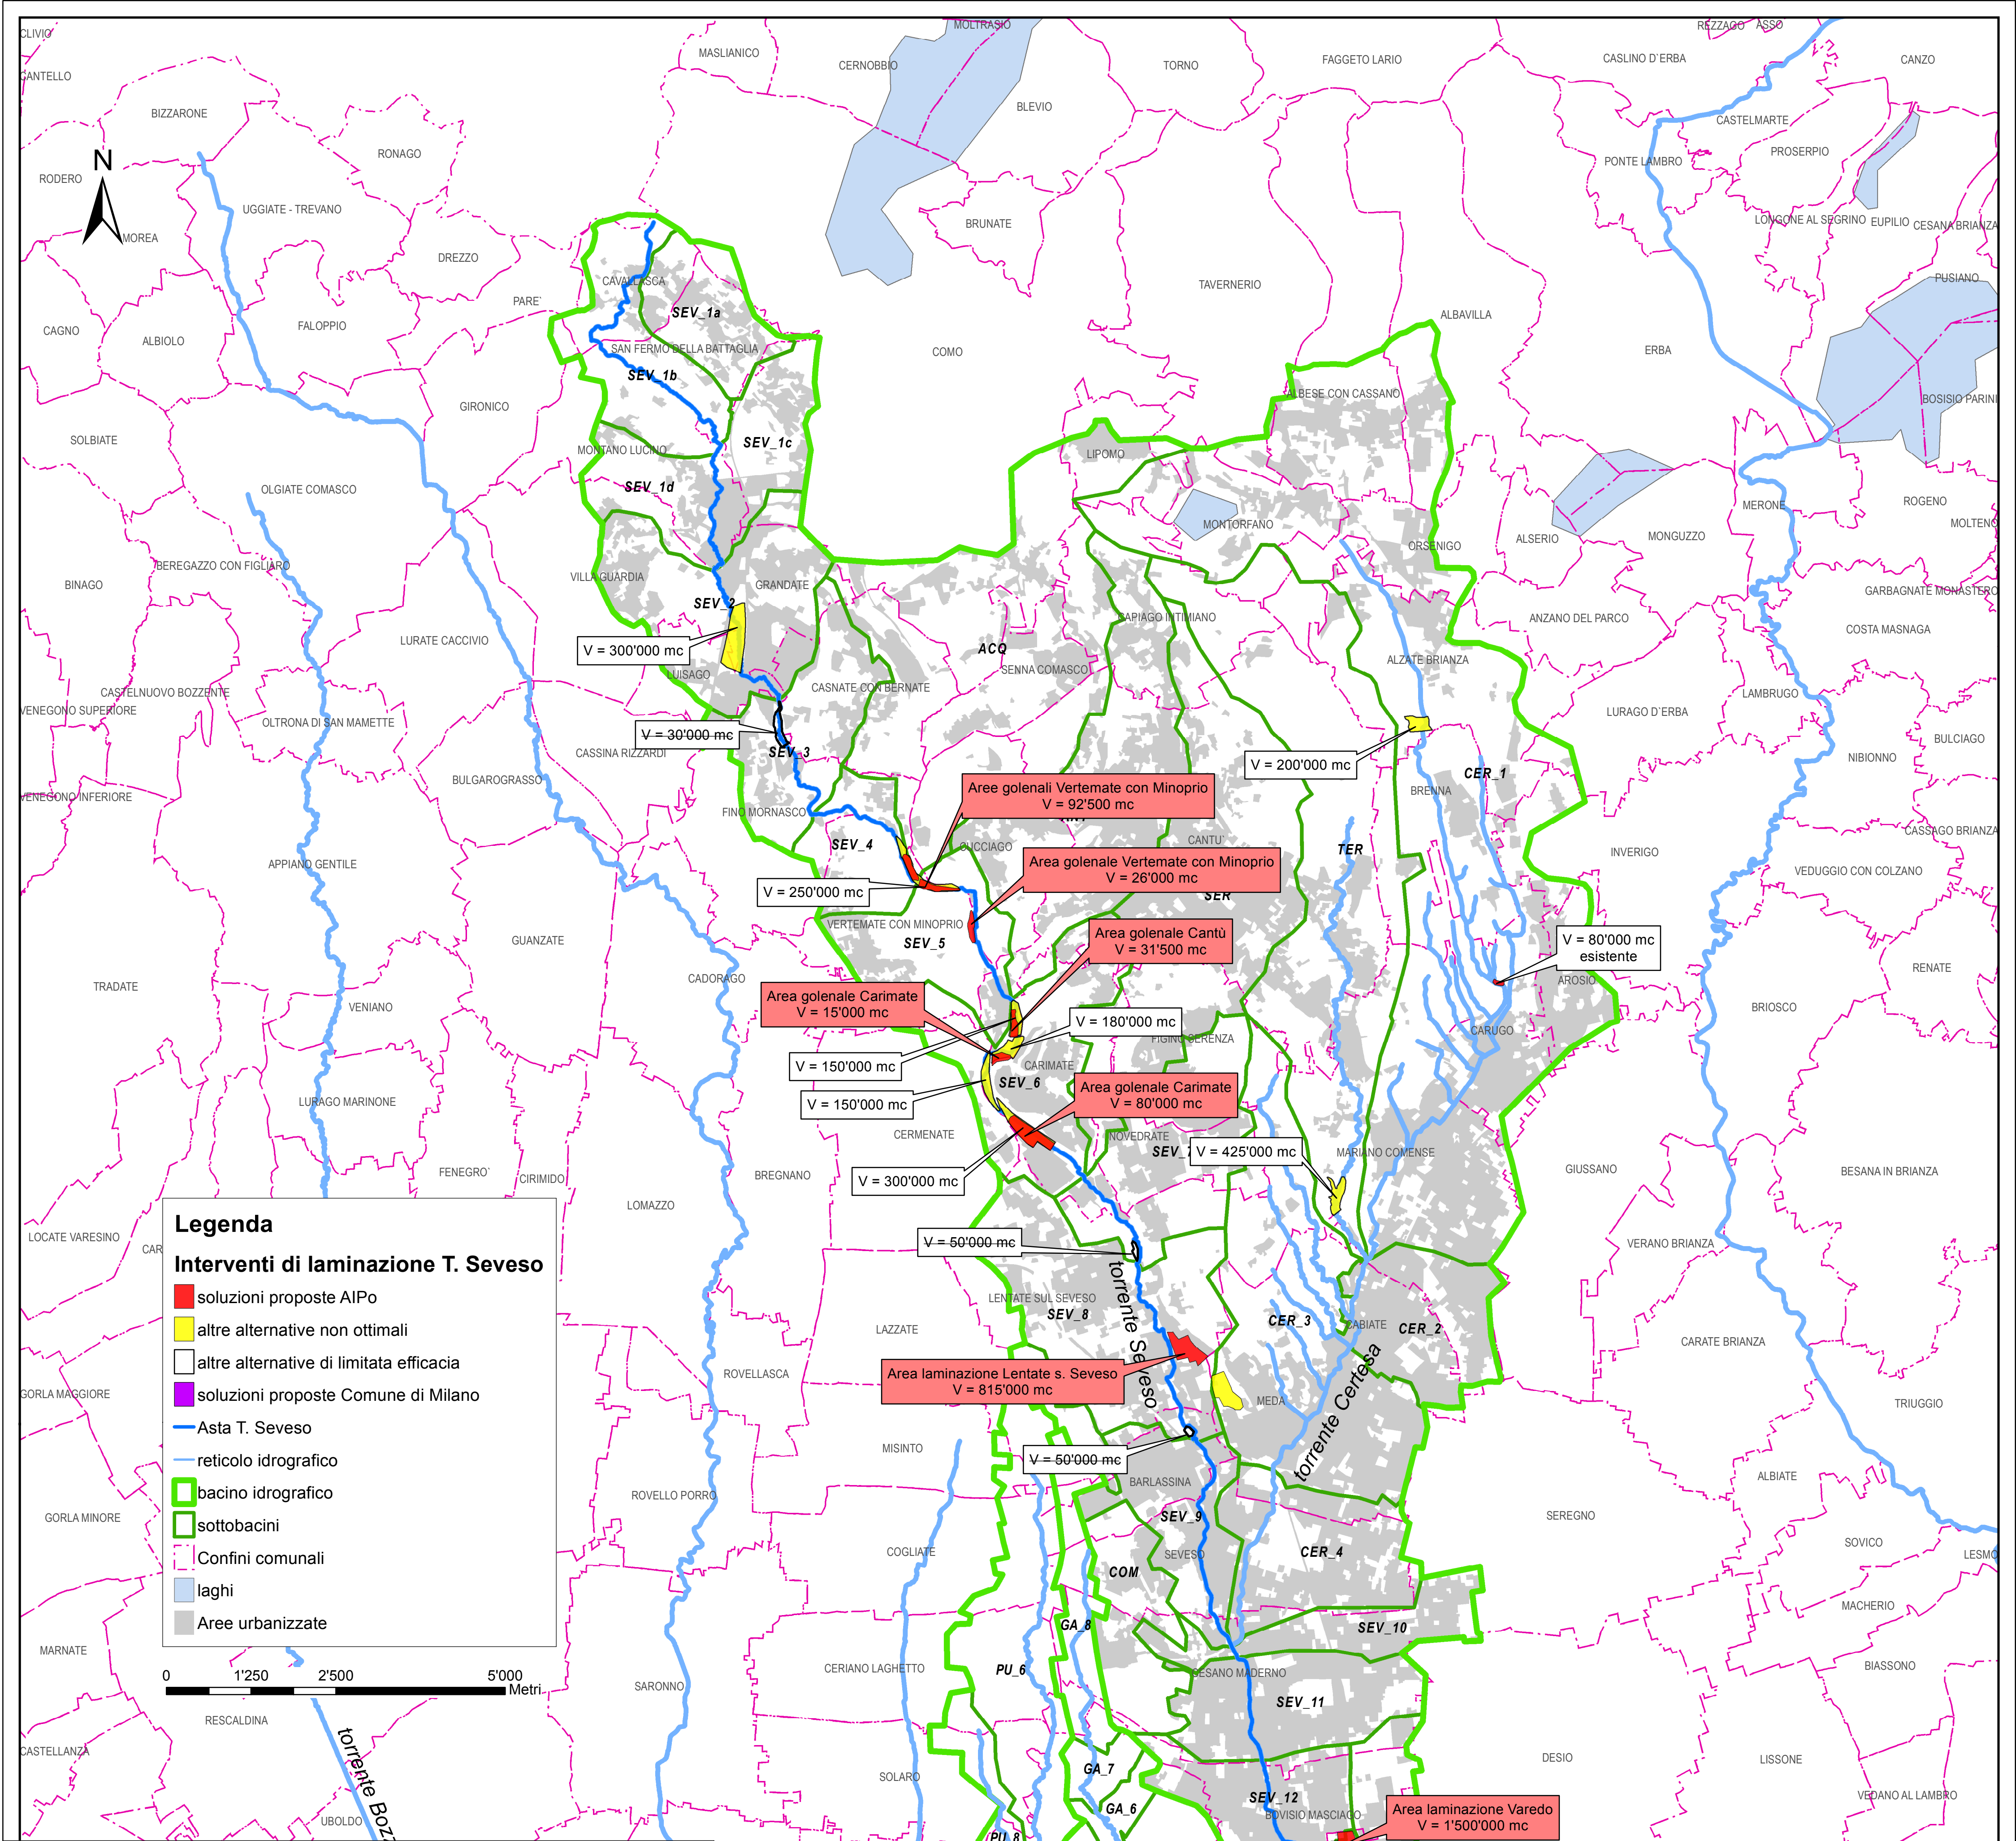 CLIVIO
CANTELLO
BIZZARONE
RONAGO
RODERO
N
UGGIATE - TREVANO
MOREA
DREZZO
PARE'
CAGNO
ALBIOLO
FALOPPIO
GIRONICO
SOLBIATE
OLGIATE COMASCO
BINAGO
BEREGAZZO CON FIGLIARO
LURATE CACCIVIO
CASTELNUOVO BOZZENTE
VENEGONO SUPERIORE
OLTRONA DI SAN MAMETTE
VENEGONO INFERIORE
BULGAROGRASSO
CASSINA RIZZARDI
APPIANO GENTILE
GUANZATE
TRADATE
VENIANO
CADORAGO
LURAGO MARINONE
FENEGRO'
CIRIMIDO
LOMAZZO
BREGNANO
LOCATE VARESINO
CAR
MASLIANICO
CERNOBBIO
MOLTRASIO
BLEVIO
TORNO
FAGGETO LARIO
REZZAGO
ASSO
CASLINO D'ERBA
CANZO
CASTELMARTE
PROSERPIO
PONTE LAMBRO
LONGONE AL SEGRINO
EUPILIO
CESANA BRIANZA
PUSIANO
BRUNATE
TAVERNERIO
ALBAVILLA
ERBA
BOSISIO PARINI
COMO
ALBESE CON CASSANO
CAVALLASCA
SEV_1a
SAN FERMO DELLA BATTAGLIA
SEV_1b
SEV_1c
MONTANO LUCINO
SEV_1d
LIPOMO
MONTORFANO
ORSENIGO
ALSERIO
MONGUZZO
MERONE
ROGENO
MOLTENO
GARBAGNATE MONASTERO
COSTA MASNAGA
VILLA GUARDIA
GRANDATE
SEV_2
V = 300'000 mc
LUISAGO
CASNATE CON BERNATE
ACQ
SENNA COMASCO
CAPIAGO INTIMIANO
ALZATE BRIANZA
ANZANO DEL PARCO
LAMBRUGO
LURAGO D'ERBA
BULCIAGO
NIBIONNO
V = 30'000 mc
SEV_3
V = 200'000 mc
CER_1
BRENNA
FINO MORNASCO
Aree golenali Vertemate con Minoprio
V = 92'500 mc
SEV_4
CUCCIAGO
CANTU'
TER
INVERIGO
CASSAGO BRIANZA
VEDUGGIO CON COLZANO
Area golenale Vertemate con Minoprio
V = 26'000 mc
V = 250'000 mc
SER
VERTEMATE CON MINOPRIO
SEV_5
Area golenale Cantù
V = 31'500 mc
V = 80'000 mc
esistente
AROSIO
RENATE
BRIOSCO
Area golenale Carimate
V = 15'000 mc
V = 180'000 mc
FIGINO SERENZA
CARUGO
V = 150'000 mc
CARIMATE
SEV_6
V = 150'000 mc
Area golenale Carimate
V = 80'000 mc
CERMENATE
NOVEDRATE
V = 425'000 mc
MARIANO COMENSE
GIUSSANO
BESANA IN BRIANZA
V = 300'000 mc
V = 50'000 mc
VERANO BRIANZA
torrente Seveso
LENTATE SUL SEVESO
SEV_8
CER_3
CABIATE
CER_2
CARATE BRIANZA
LAZZATE
Area laminazione Lentate s. Seveso
V = 815'000 mc
MEDA
torrente Certesa
TRIUGGIO
ROVELLASCA
MISINTO
V = 50'000 mc
BARLASSINA
ALBIATE
ROVELLO PORRO
SEV_9
SEREGNO
SOVICO
LESMO
COGLIATE
SEVESO
CER_4
COM
MACHERIO
GA_8
SEV_10
CERIANO LAGHETTO
PU_6
CESANO MADERNO
BIASSONO
SARONNO
SEV_11
DESIO
LISSONE
SOLARO
GA_7
SEV_12
VEDANO AL LAMBRO
GA_6
BOVISIO MASCIAGO
PU_8
Area laminazione Varedo
V = 1'500'000 mc
Legenda
Interventi di laminazione T. Seveso
soluzioni proposte AIPo
altre alternative non ottimali
altre alternative di limitata efficacia
soluzioni proposte Comune di Milano
Asta T. Seveso
reticolo idrografico
bacino idrografico
sottobacini
Confini comunali
laghi
Aree urbanizzate
0 1'250 2'500 5'000
Metri
GORLA MAGGIORE
GORLA MINORE
MARNATE
RESCALDINA
CASTELLANZA
UBOLDO
torrente Bozz